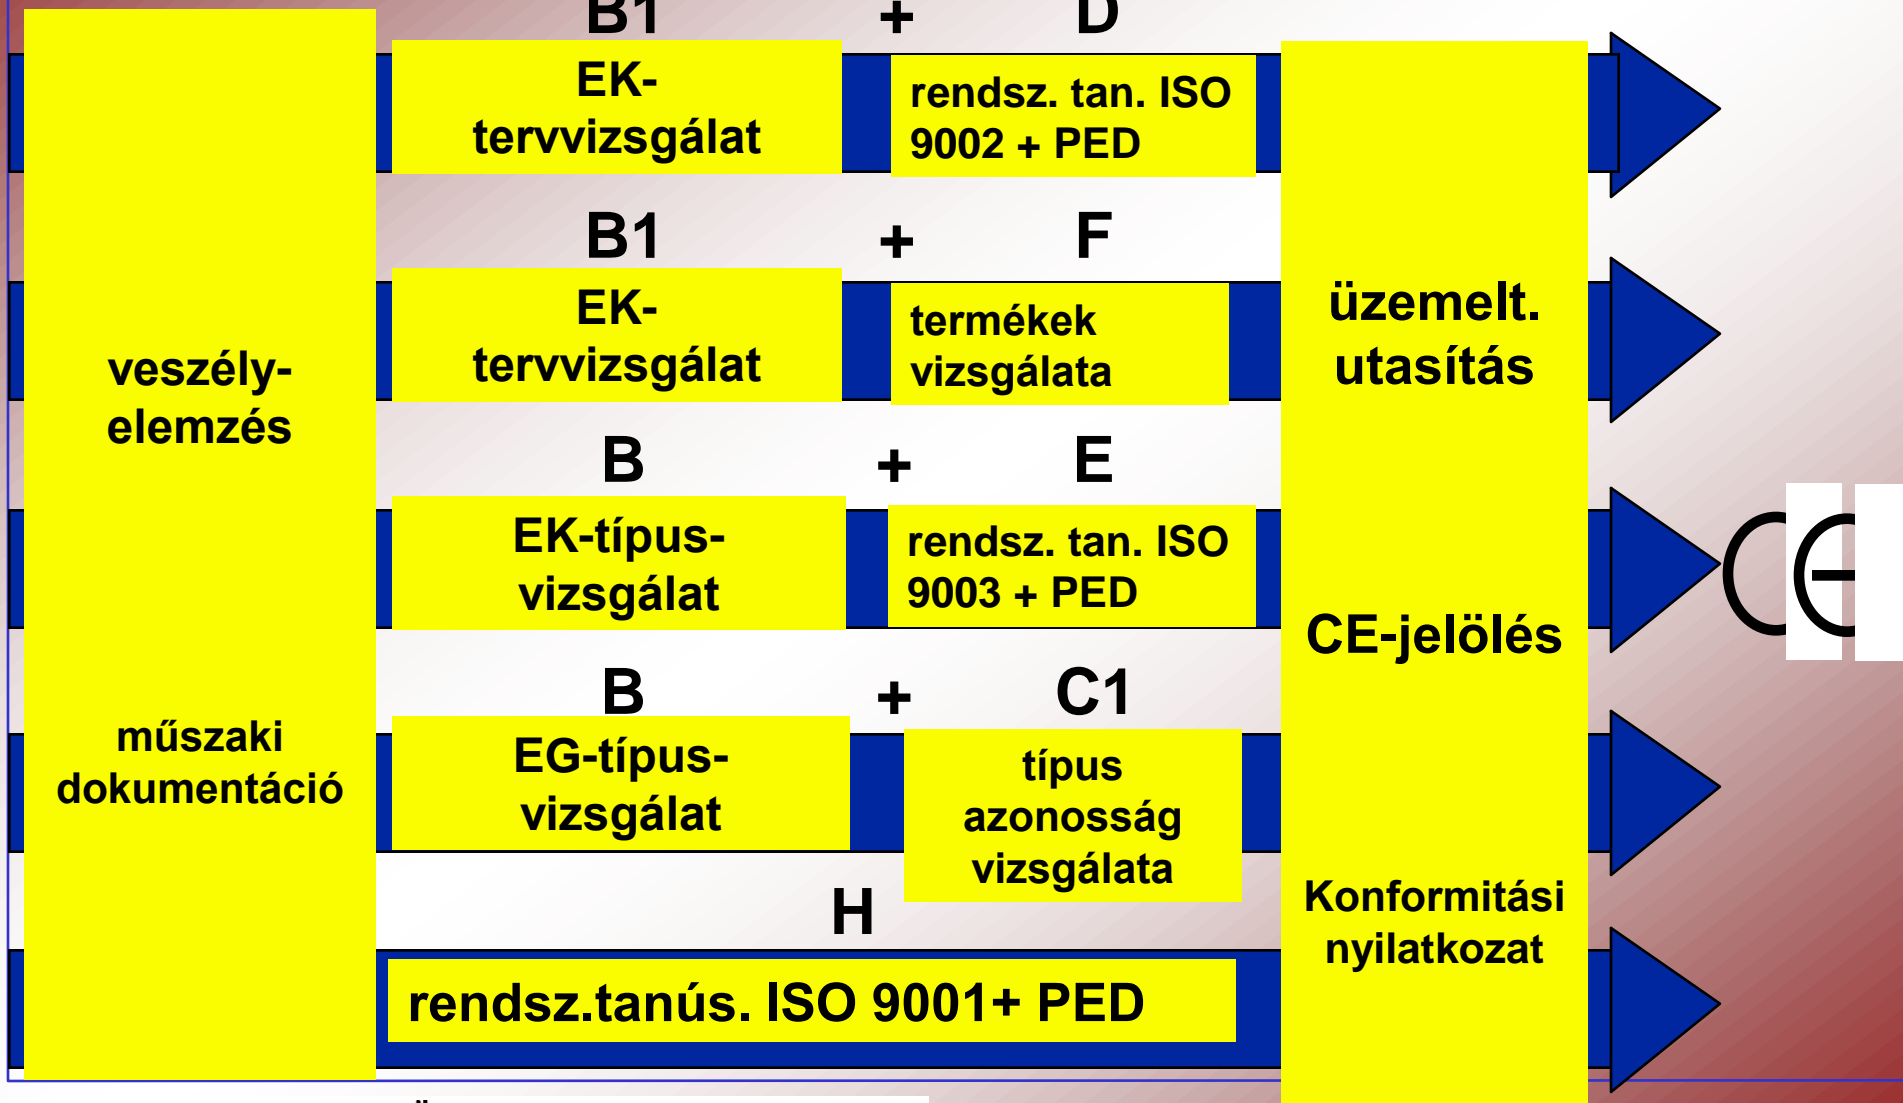 B1 + D
veszély-
elemzés
műszaki
dokumentáció
EK-
tervvizsgálat
rendsz. tan. ISO
9002 + PED
B1 + F
EK-
tervvizsgálat
termékek
vizsgálata
B + E
EK-típus-
vizsgálat
rendsz. tan. ISO
9003 + PED
B + C1
EG-típus-
vizsgálat
típus
azonosság
vizsgálata
H
rendsz.tanús. ISO 9001+ PED
üzemelt.
utasítás
CE-jelölés
Konformitási
nyilatkozat
CE